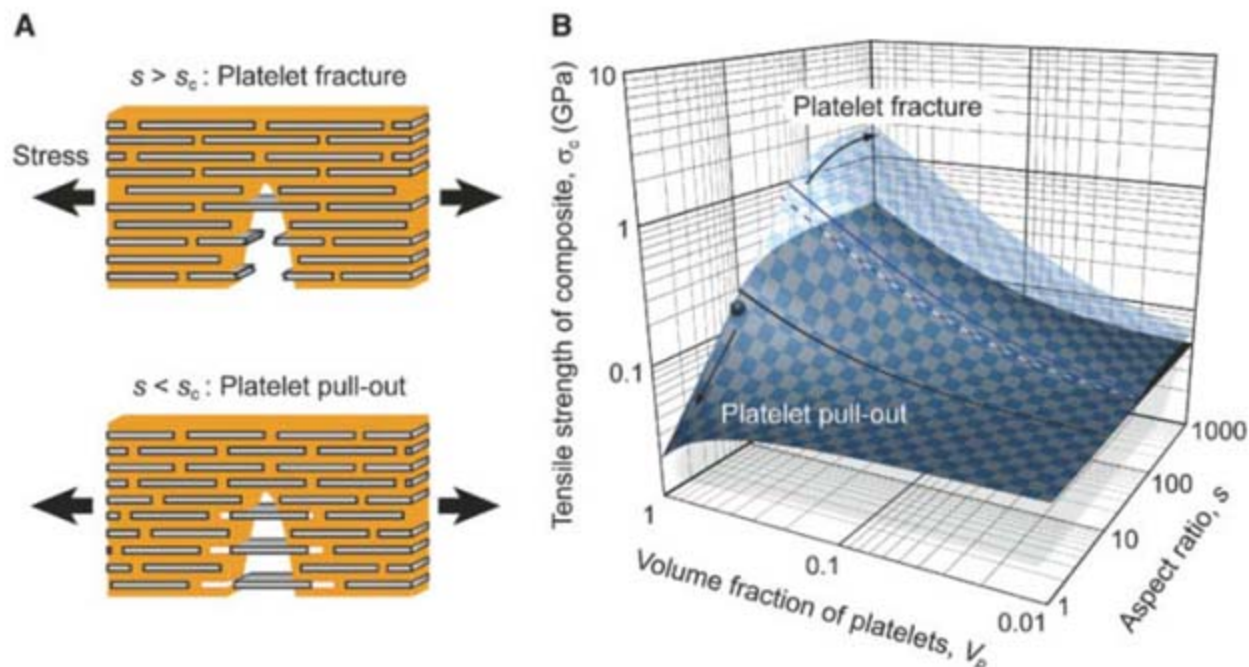 A
s > sc : Platelet fracture
Stress
s < sc : Platelet pull-out
B
Tensile strength of composite, σc (GPa)
10
1
0.1
Platelet fracture
Platelet pull-out
1
0.1
0.01
Volume fraction of platelets, Vp
1
10
100
1000
Aspect ratio, s